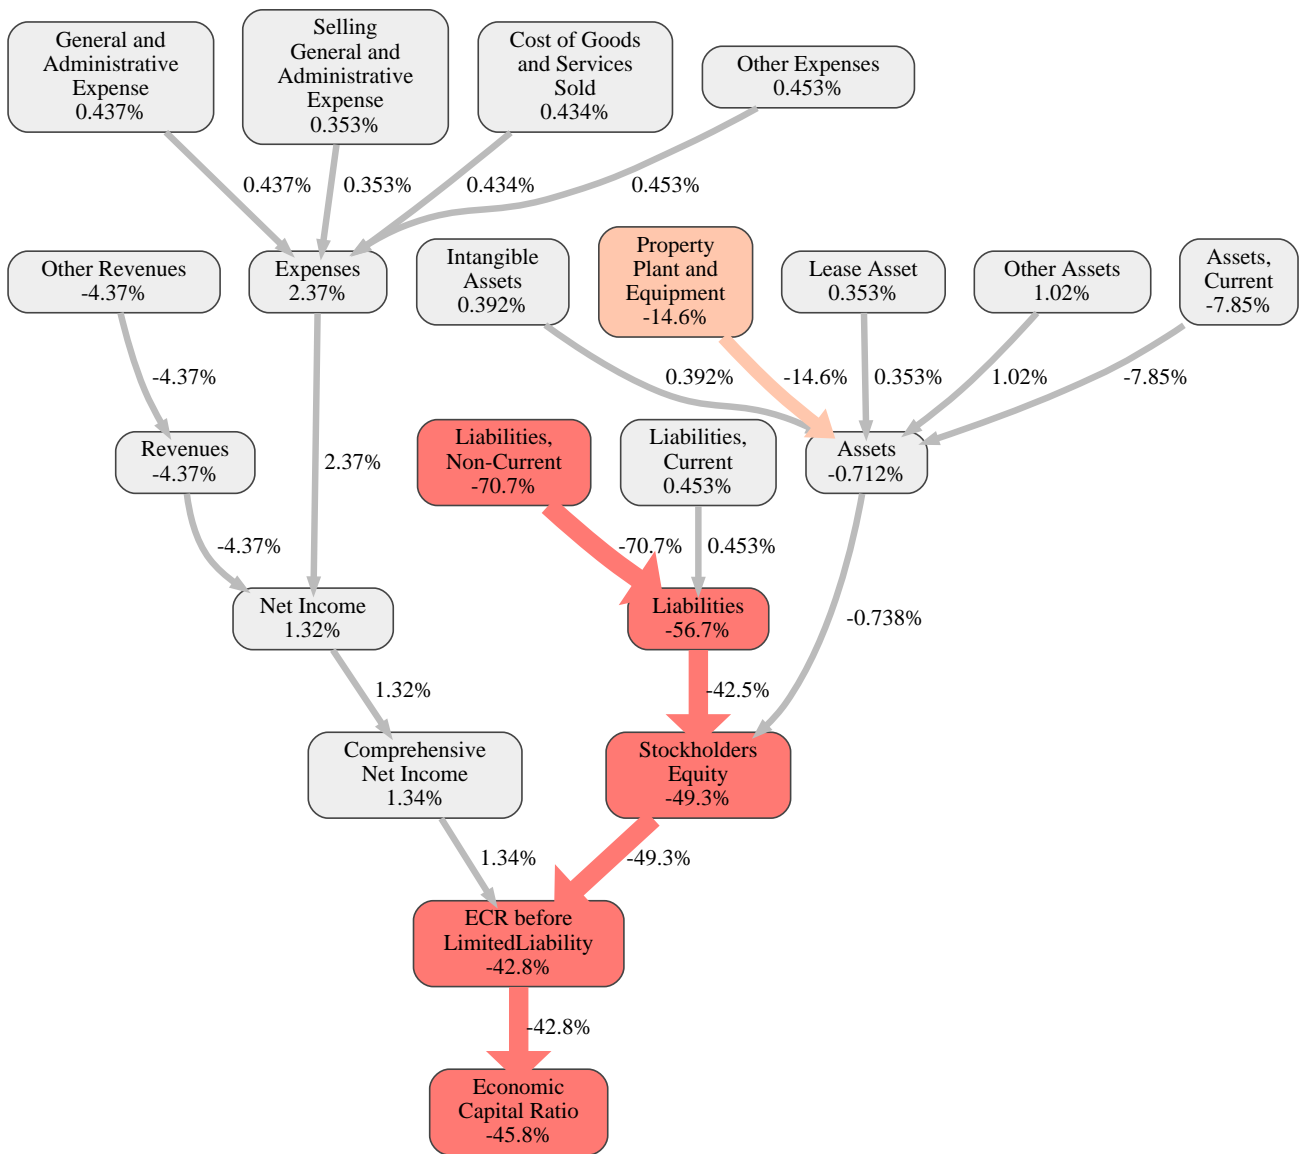 General and
Administrative
Expense
0.437%
Selling
General and
Administrative
Expense
0.353%
Cost of Goods
and Services
Sold
0.434%
Other Expenses
0.453%
0.437%
0.353%
0.434%
0.453%
Other Revenues
-4.37%
Expenses
2.37%
Intangible
Assets
0.392%
Property
Plant and
Equipment
-14.6%
Lease Asset
0.353%
Other Assets
1.02%
Assets,
Current
-7.85%
-4.37%
0.392%
-14.6%
0.353%
1.02%
-7.85%
Revenues
-4.37%
2.37%
Liabilities,
Non-Current
-70.7%
Liabilities,
Current
0.453%
Assets
-0.712%
-4.37%
-70.7%
0.453%
Net Income
1.32%
Liabilities
-56.7%
-0.738%
1.32%
-42.5%
Comprehensive
Net Income
1.34%
Stockholders
Equity
-49.3%
1.34%
-49.3%
ECR before
LimitedLiability
-42.8%
-42.8%
Economic
Capital Ratio
-45.8%